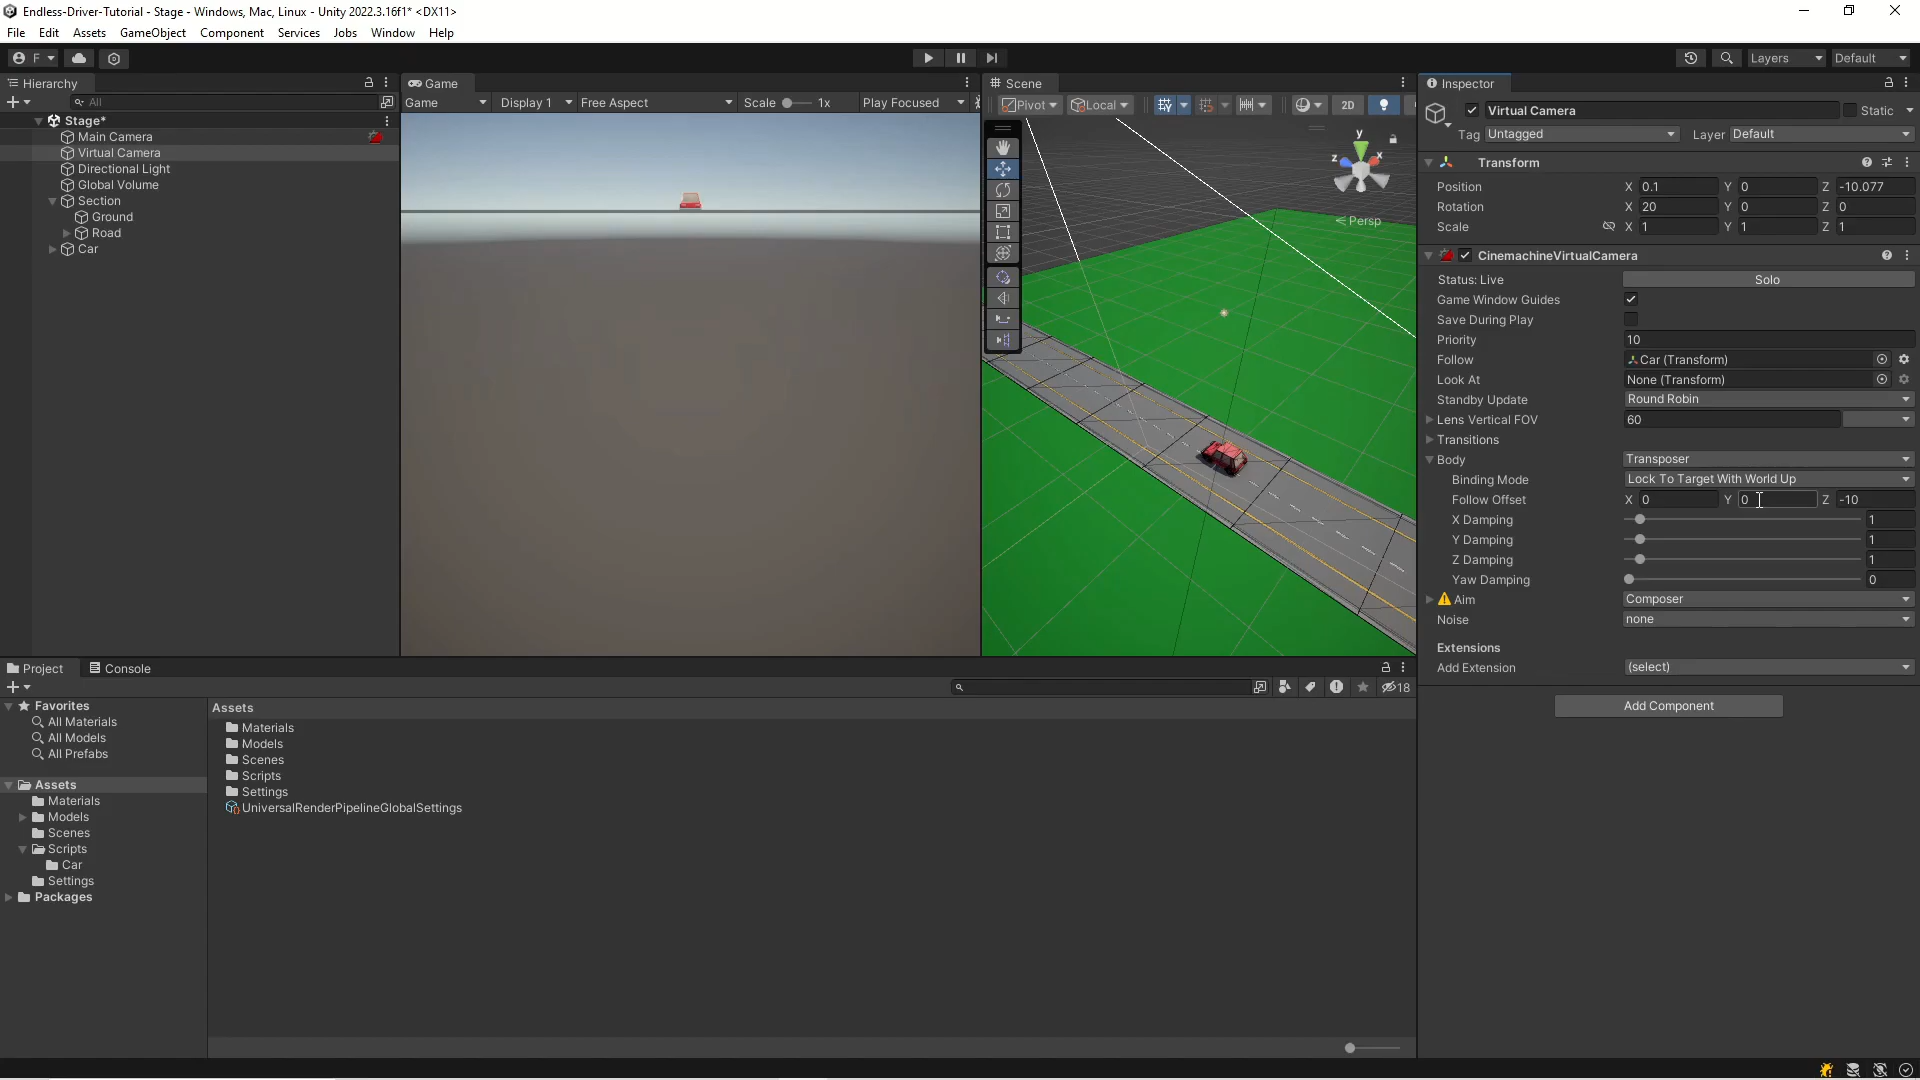 Endless-Driver-Tutorial - Stage - Windows, Mac, Linux - Unity 2022.3.16f1* <DX11>
File Edit Assets GameObject Component Services Jobs Window Help
F Layers Default
Hierarchy
All
Stage*
Main Camera
Virtual Camera
Directional Light
Global Volume
Section
Ground
Road
Car
Game
Game Display 1 Free Aspect Scale 1x Play Focused
Scene
Pivot Local 2D
y
z x
< Persp
Inspector
Virtual Camera Static
Tag Untagged Layer Default
Transform
Position X 0.1 Y 0 Z -10.077
Rotation X 20 Y 0 Z 0
Scale X 1 Y 1 Z 1
CinemachineVirtualCamera
Status: Live Solo
Game Window Guides
Save During Play
Priority 10
Follow Car (Transform)
Look At None (Transform)
Standby Update Round Robin
Lens Vertical FOV 60
Transitions
Body Transposer
Binding Mode Lock To Target With World Up
Follow Offset X 0 Y 0 Z -10
X Damping 1
Y Damping 1
Z Damping 1
Yaw Damping 0
Aim Composer
Noise none
Extensions
Add Extension (select)
Add Component
Project Console
18
Favorites
All Materials
All Models
All Prefabs
Assets
Materials
Models
Scenes
Scripts
Car
Settings
Packages
Assets
Materials
Models
Scenes
Scripts
Settings
UniversalRenderPipelineGlobalSettings